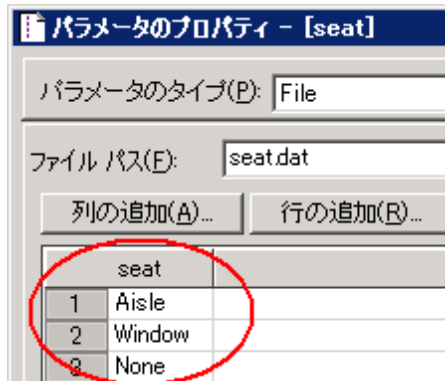 パラメータのプロパティ - [seat]
パラメータのタイプ(P): File
ファイル パス(F): seat.dat
列の追加(A)... 行の追加(R)...
seat
1 Aisle
2 Window
3 None